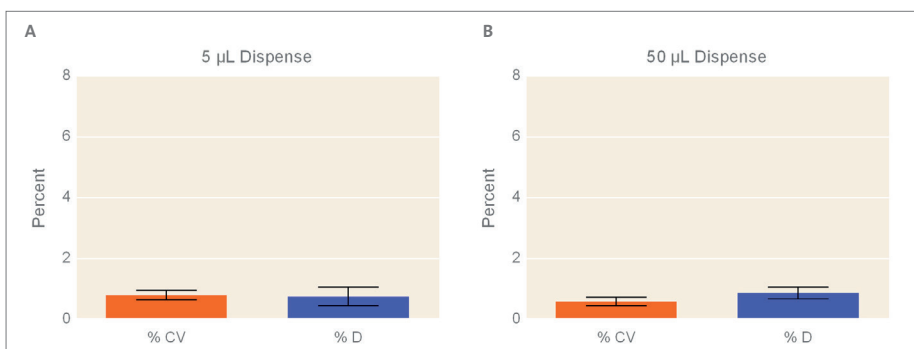 A
5 µL Dispense
8
6
4
2
0
Percent
% CV
% D
B
50 µL Dispense
8
6
4
2
0
Percent
% CV
% D